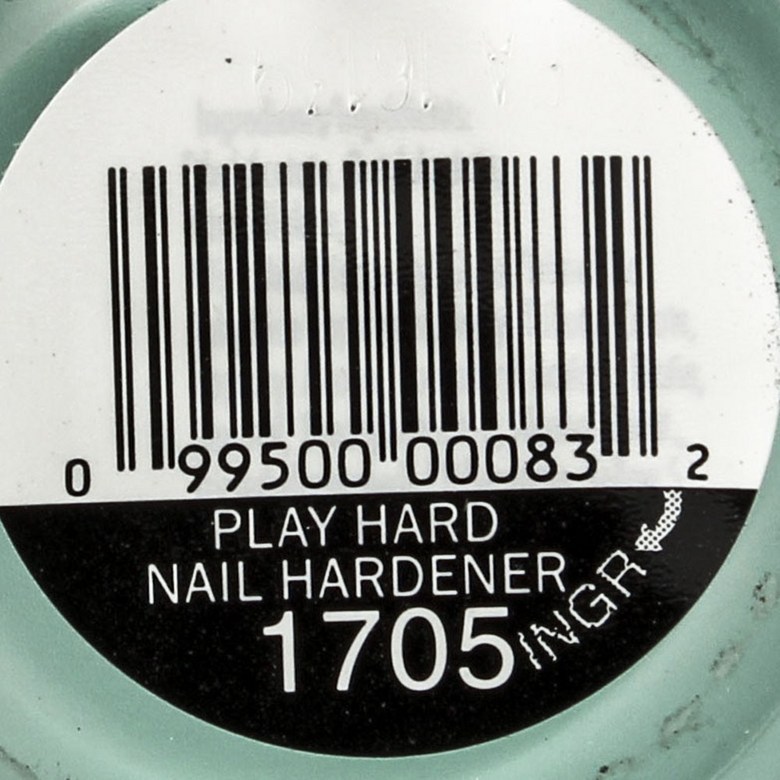 0 99500 00083 2
PLAY HARD
NAIL HARDENER
1705
INGR